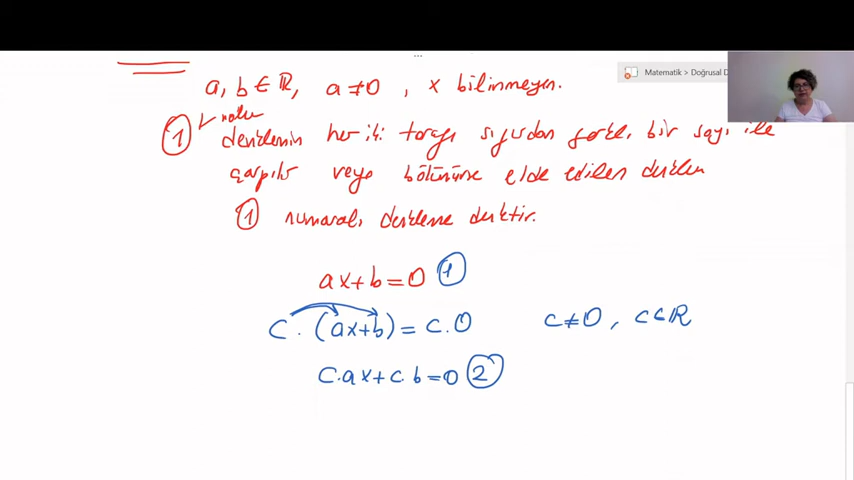 Matematik > Doğrusal D
a, b ∈ ℝ, a ≠ 0, x bilinmeyen.
nolu
① denklemin her iki tarafı sıfırdan farklı bir sayı ile
çarpılır veya bölünürse elde edilen denklem
① numaralı denkleme denktir.
ax+b=0 ①
c.(ax+b)=c.0 c≠0, c∈ℝ
c.ax+c.b=0 ②